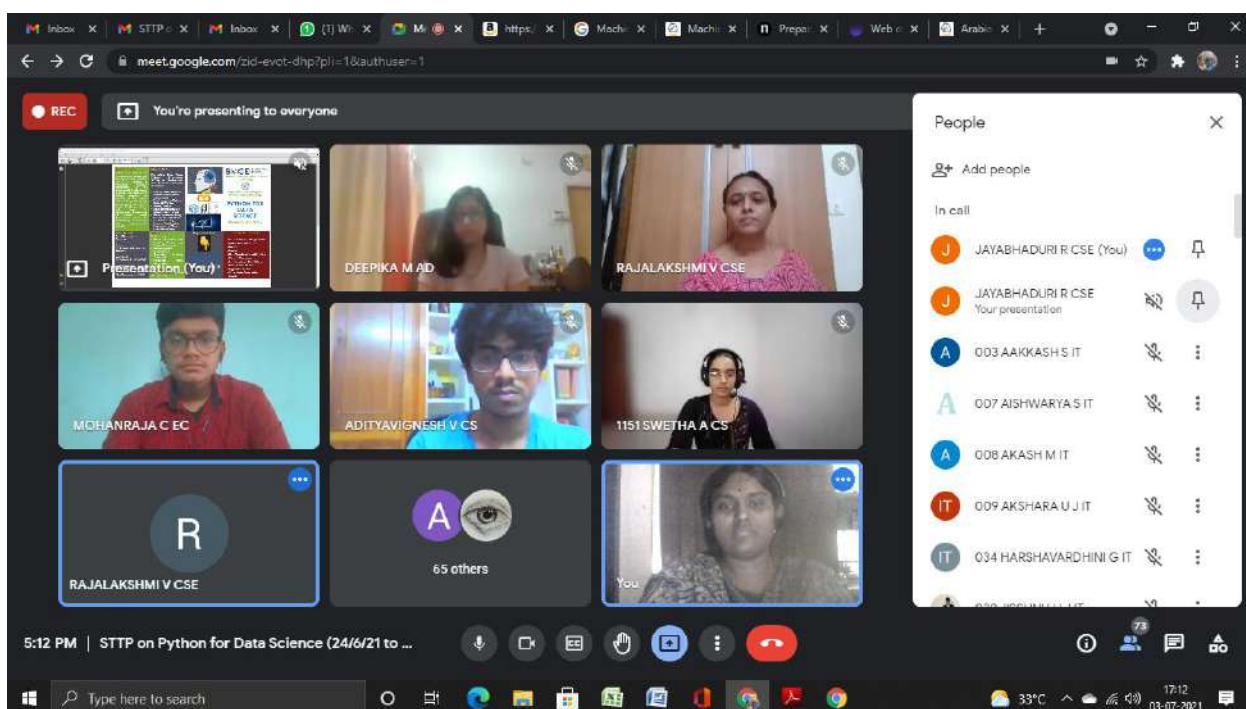 Inbox
STTP
Inbox
(1) Wh
https:/
Mach
Machi
Prepar
Web o
Arabic
meet.google.com/zid-evot-dhp?pli=1&authuser=1
REC
You're presenting to everyone
People
Add people
In call
JAYABHADURI R CSE (You)
JAYABHADURI R CSE
Your presentation
003 AAKKASH S IT
007 AISHWARYA S IT
008 AKASH M IT
009 AKSHARA U J IT
034 HARSHAVARDHINI G IT
PYTHON FOR
DATA
SCIENCE
Presentation (You)
DEEPIKA M AD
RAJALAKSHMI V CSE
MOHANRAJA C EC
ADITYAVIGNESH V CS
1151 SWETHA A CS
R
RAJALAKSHMI V CSE
A
65 others
You
5:12 PM | STTP on Python for Data Science (24/6/21 to ...
73
Type here to search
33°C
17:12
03-07-2021